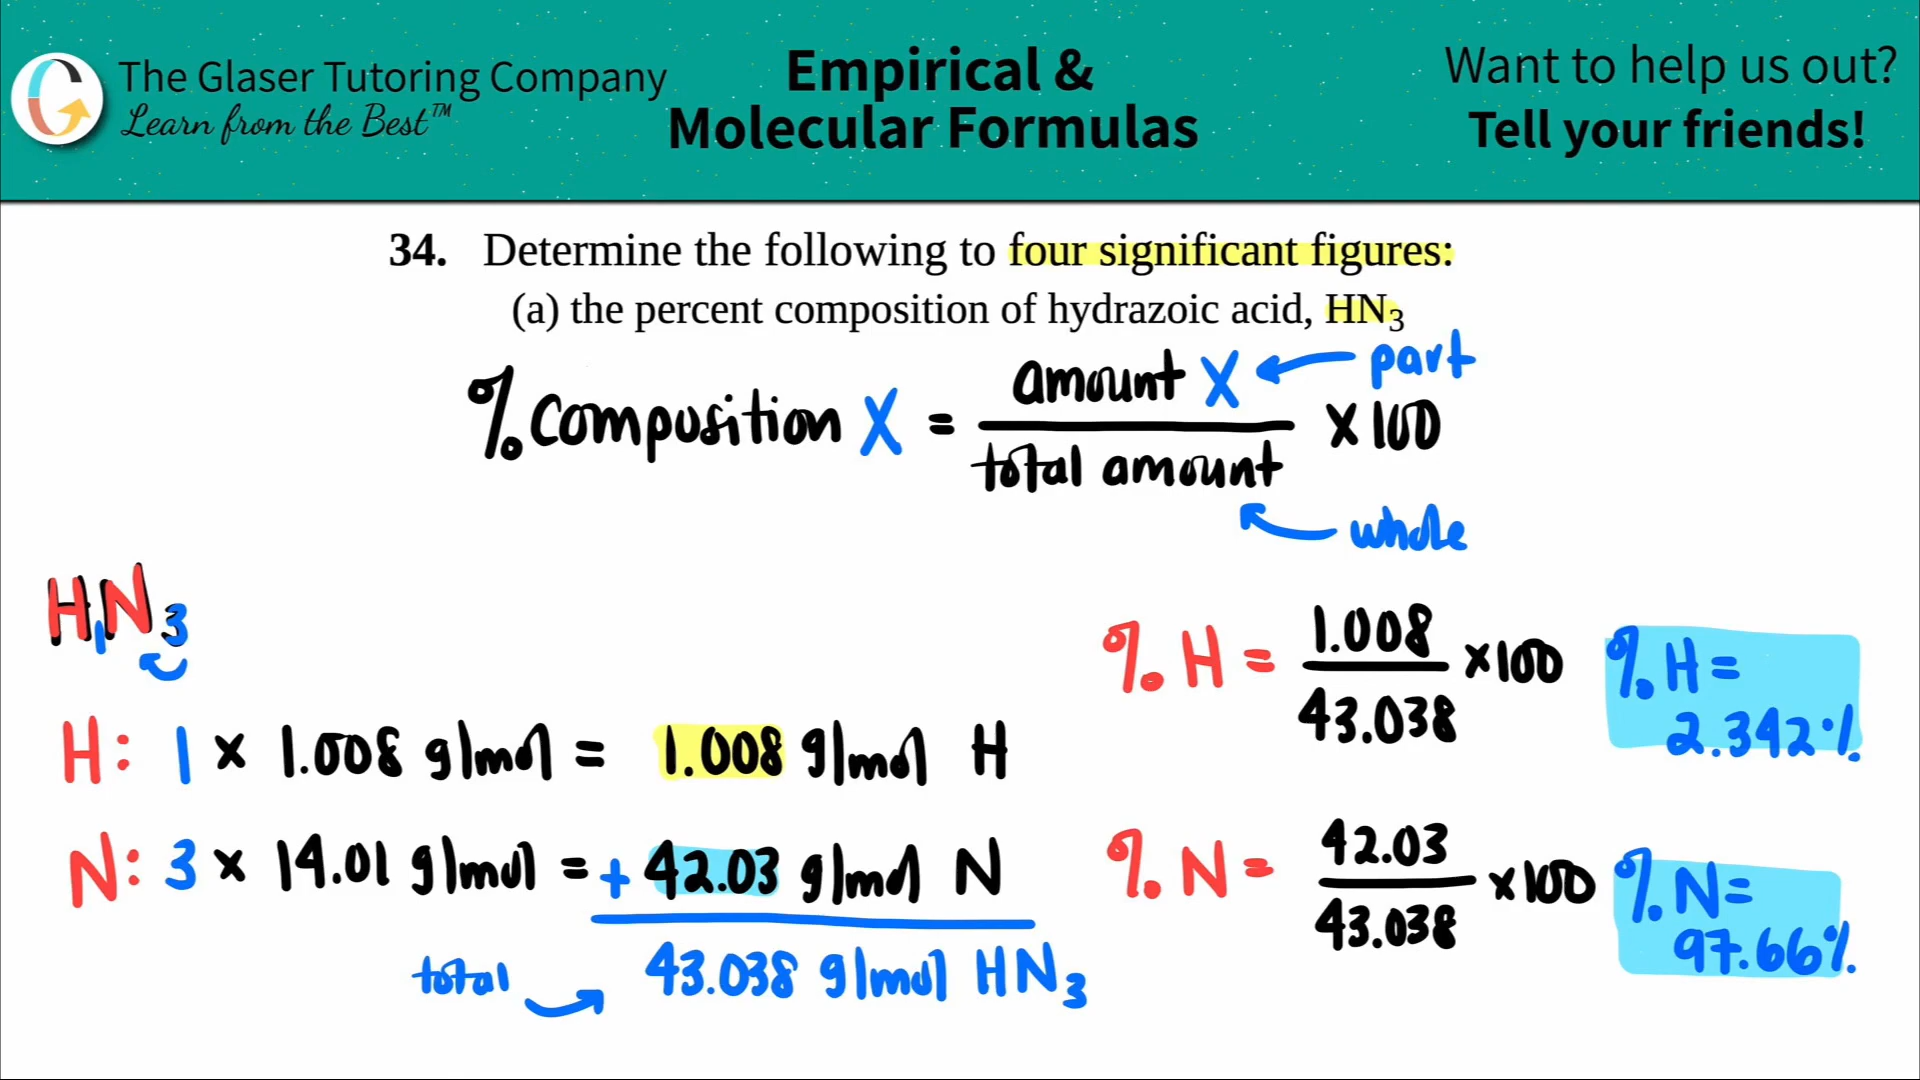 The Glaser Tutoring Company
Learn from the Best™
Empirical &
Molecular Formulas
Want to help us out?
Tell your friends!
34. Determine the following to four significant figures:
(a) the percent composition of hydrazoic acid, HN₃
% Composition X = amount X / total amount × 100
part
whole
H₁N₃
H: 1 × 1.008 g/mol = 1.008 g/mol H
N: 3 × 14.01 g/mol = + 42.03 g/mol N
total 43.038 g/mol HN₃
% H = 1.008 / 43.038 ×100
% H =
2.342%
% N = 42.03 / 43.038 ×100
% N =
97.66%